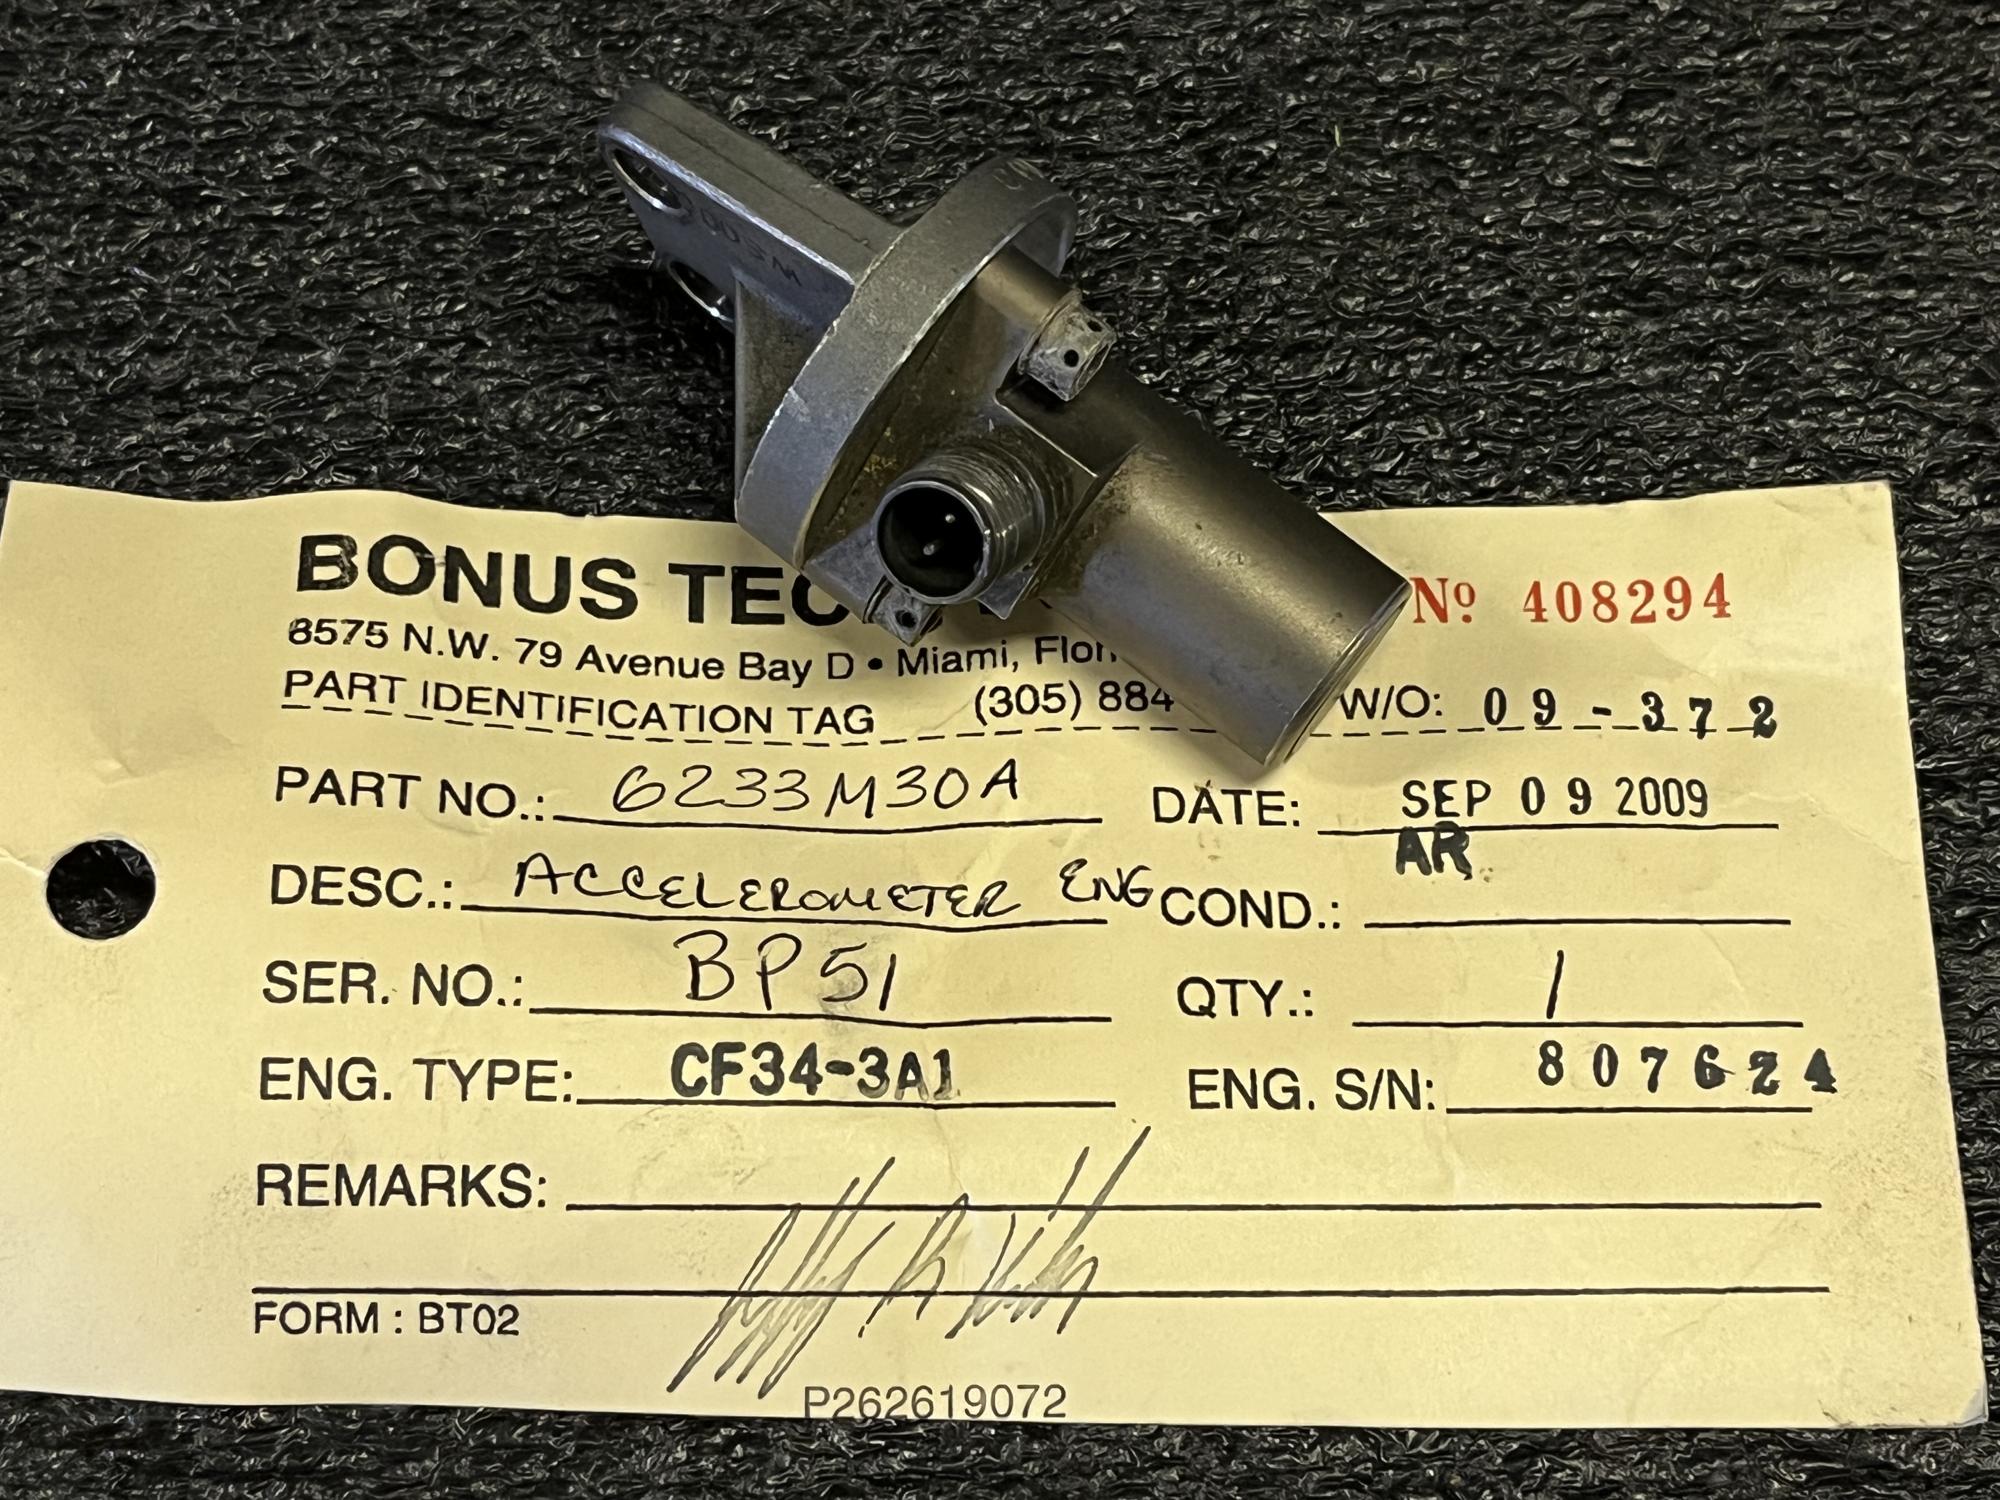 BONUS TEC
Nº 408294
8575 N.W. 79 Avenue Bay D • Miami, Flor
PART IDENTIFICATION TAG (305) 884 W/O: 09-372
PART NO.: 6233M30A DATE: SEP 09 2009
DESC.: ACCELEROMETER ENG COND.: AR
SER. NO.: BP51 QTY.: 1
ENG. TYPE: CF34-3A1 ENG. S/N: 807624
REMARKS:
FORM : BT02
P262619072